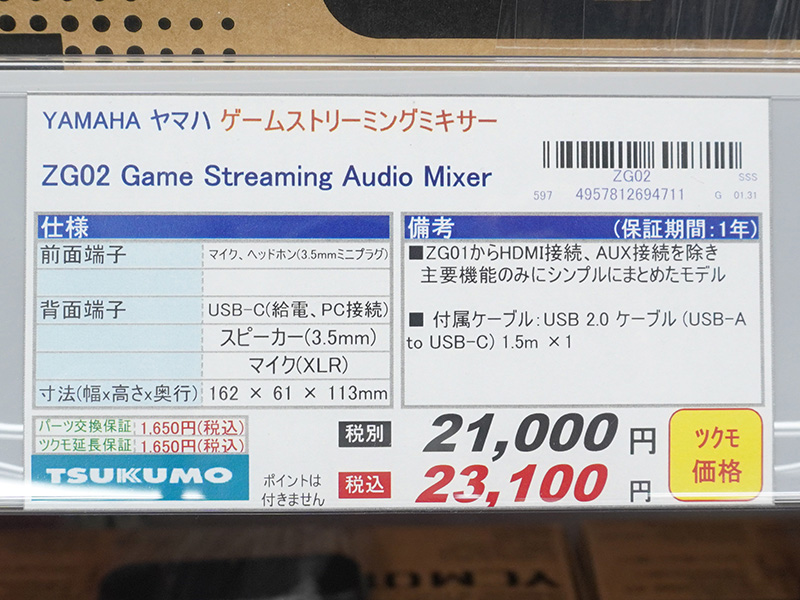 YAMAHA ヤマハ ゲームストリーミングミキサー
ZG02 Game Streaming Audio Mixer
ZG02
SSS
597 4957812694711 G 01.31
仕様
前面端子 マイク、ヘッドホン(3.5mmミニプラグ)
背面端子 USB-C(給電、PC接続)
スピーカー(3.5mm)
マイク(XLR)
寸法(幅x高さx奥行) 162 × 61 × 113mm
備考 (保証期間:1年)
■ZG01からHDMI接続、AUX接続を除き
主要機能のみにシンプルにまとめたモデル
■ 付属ケーブル:USB 2.0 ケーブル (USB-A
to USB-C) 1.5m ×1
パーツ交換保証 1,650円(税込)
ツクモ延長保証 1,650円(税込)
TSUKUMO
ポイントは
付きません
税別 21,000 円
税込 23,100 円
ツクモ
価格